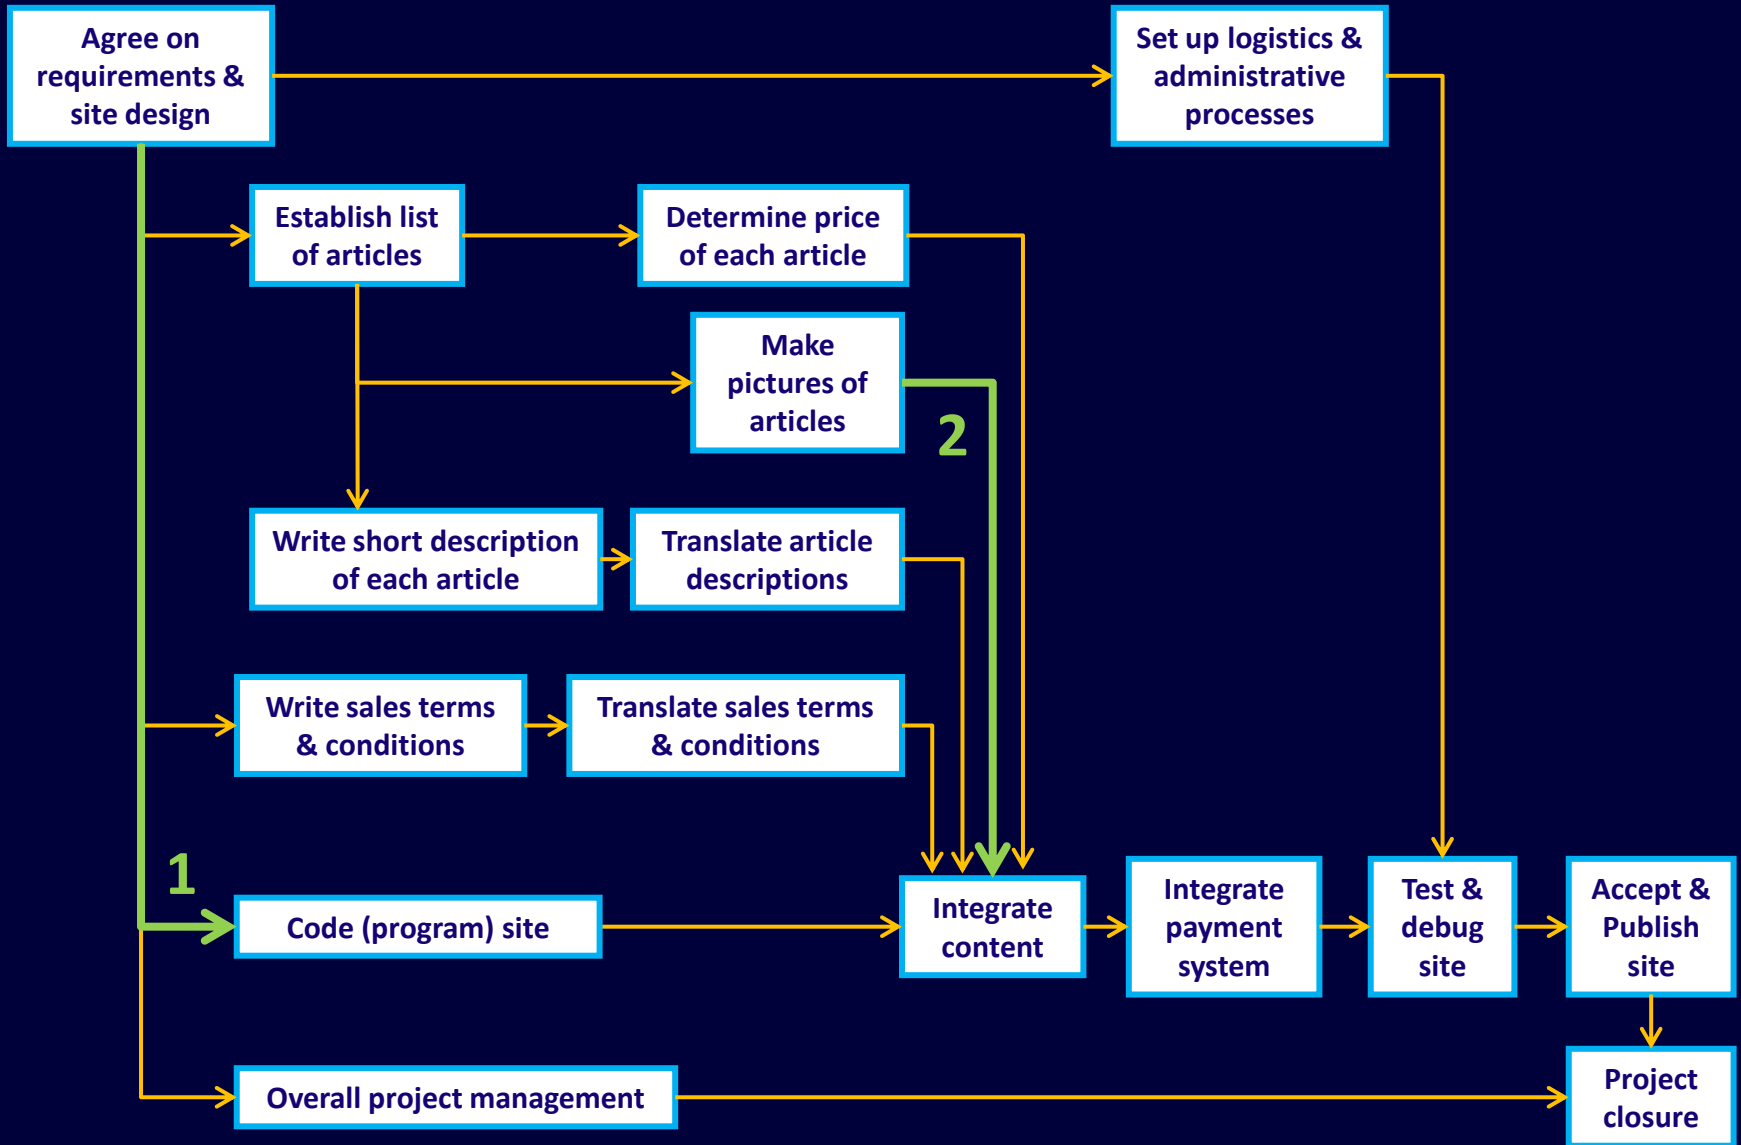 Agree on
requirements &
site design
Set up logistics &
administrative
processes
Establish list
of articles
Determine price
of each article
Make
pictures of
articles
2
Write short description
of each article
Translate article
descriptions
Write sales terms
& conditions
Translate sales terms
& conditions
1
Code (program) site
Integrate
content
Integrate
payment
system
Test &
debug
site
Accept &
Publish
site
Overall project management
Project
closure